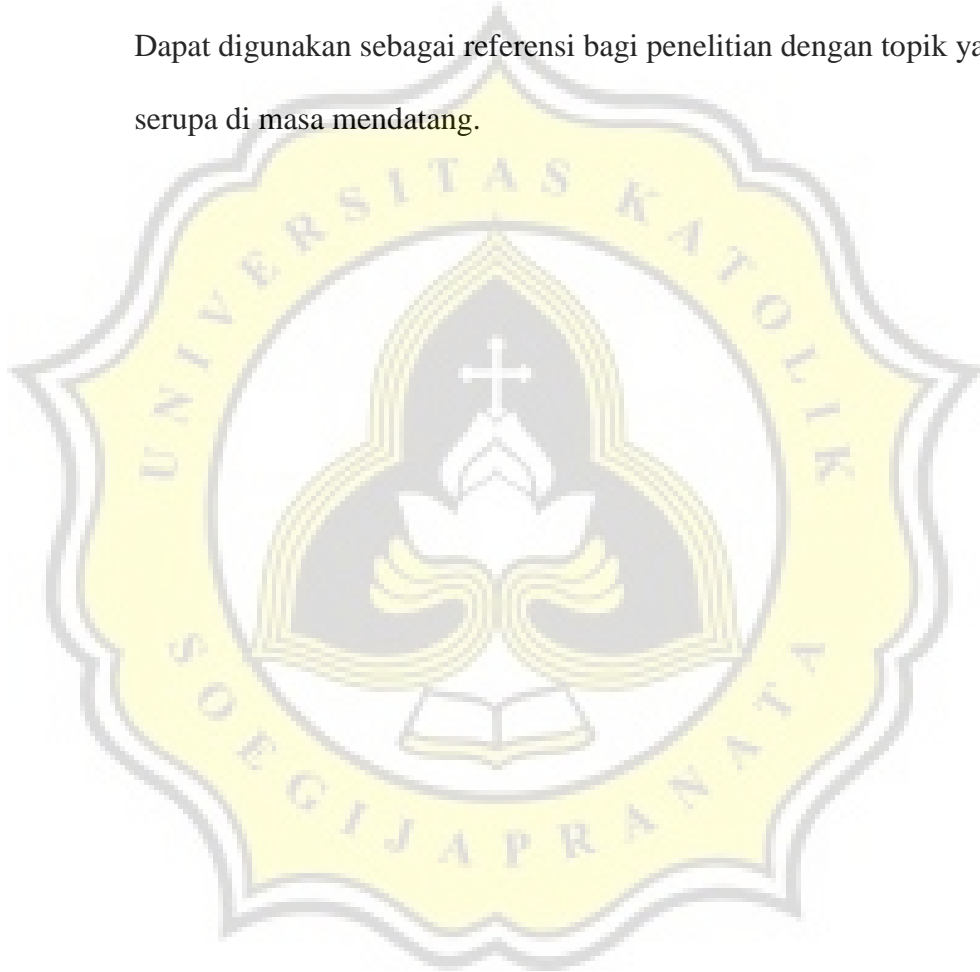 Dapat digunakan sebagai referensi bagi penelitian dengan topik ya
serupa di masa mendatang.
UNIVERSITAS KATOLIK
SOEGIJAPRANATA